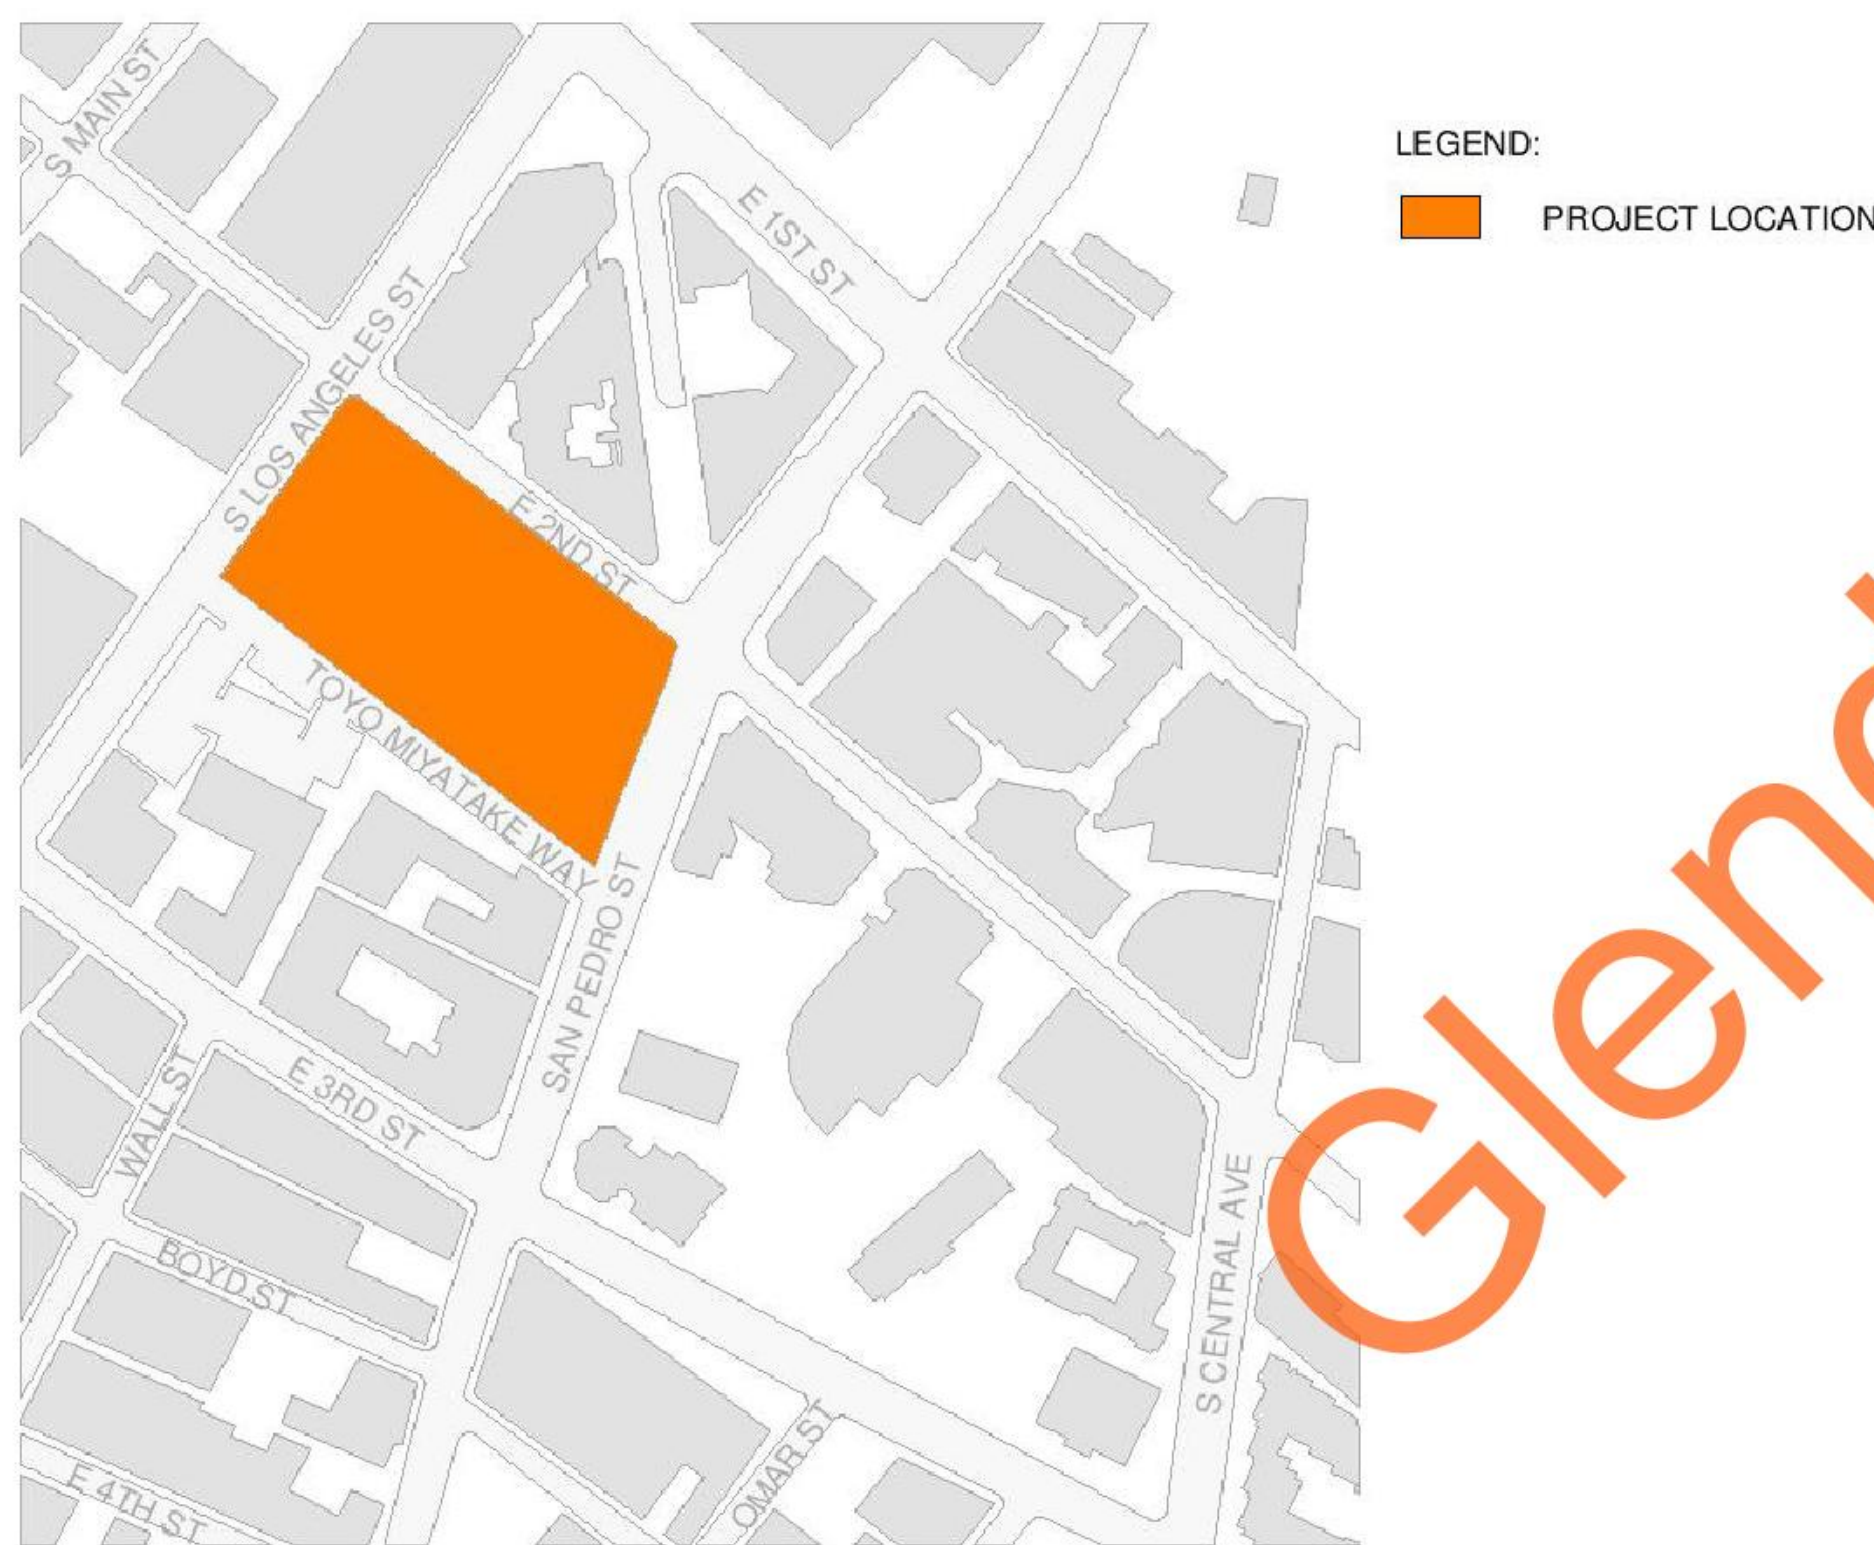 S MAIN ST
LEGEND:
PROJECT LOCATION
E 1ST ST
S LOS ANGELES ST
E 2ND ST
TOYO MIYATAKE WAY
SAN PEDRO ST
WALL ST
E 3RD ST
BOYD ST
S CENTRAL AVE
OMAR ST
E 4TH ST
Glend